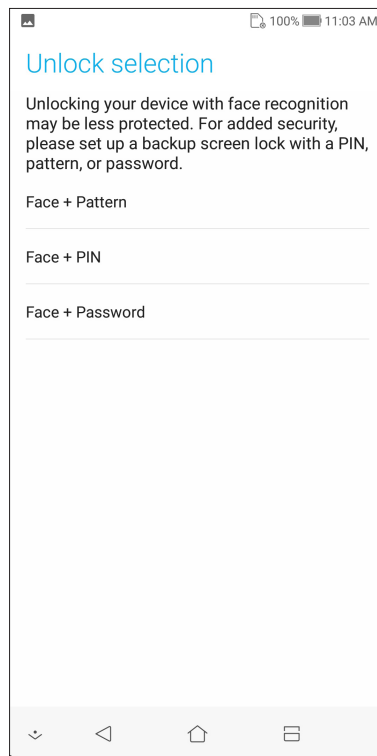 100% 11:03 AM
Unlock selection
Unlocking your device with face recognition
may be less protected. For added security,
please set up a backup screen lock with a PIN,
pattern, or password.
Face + Pattern
Face + PIN
Face + Password